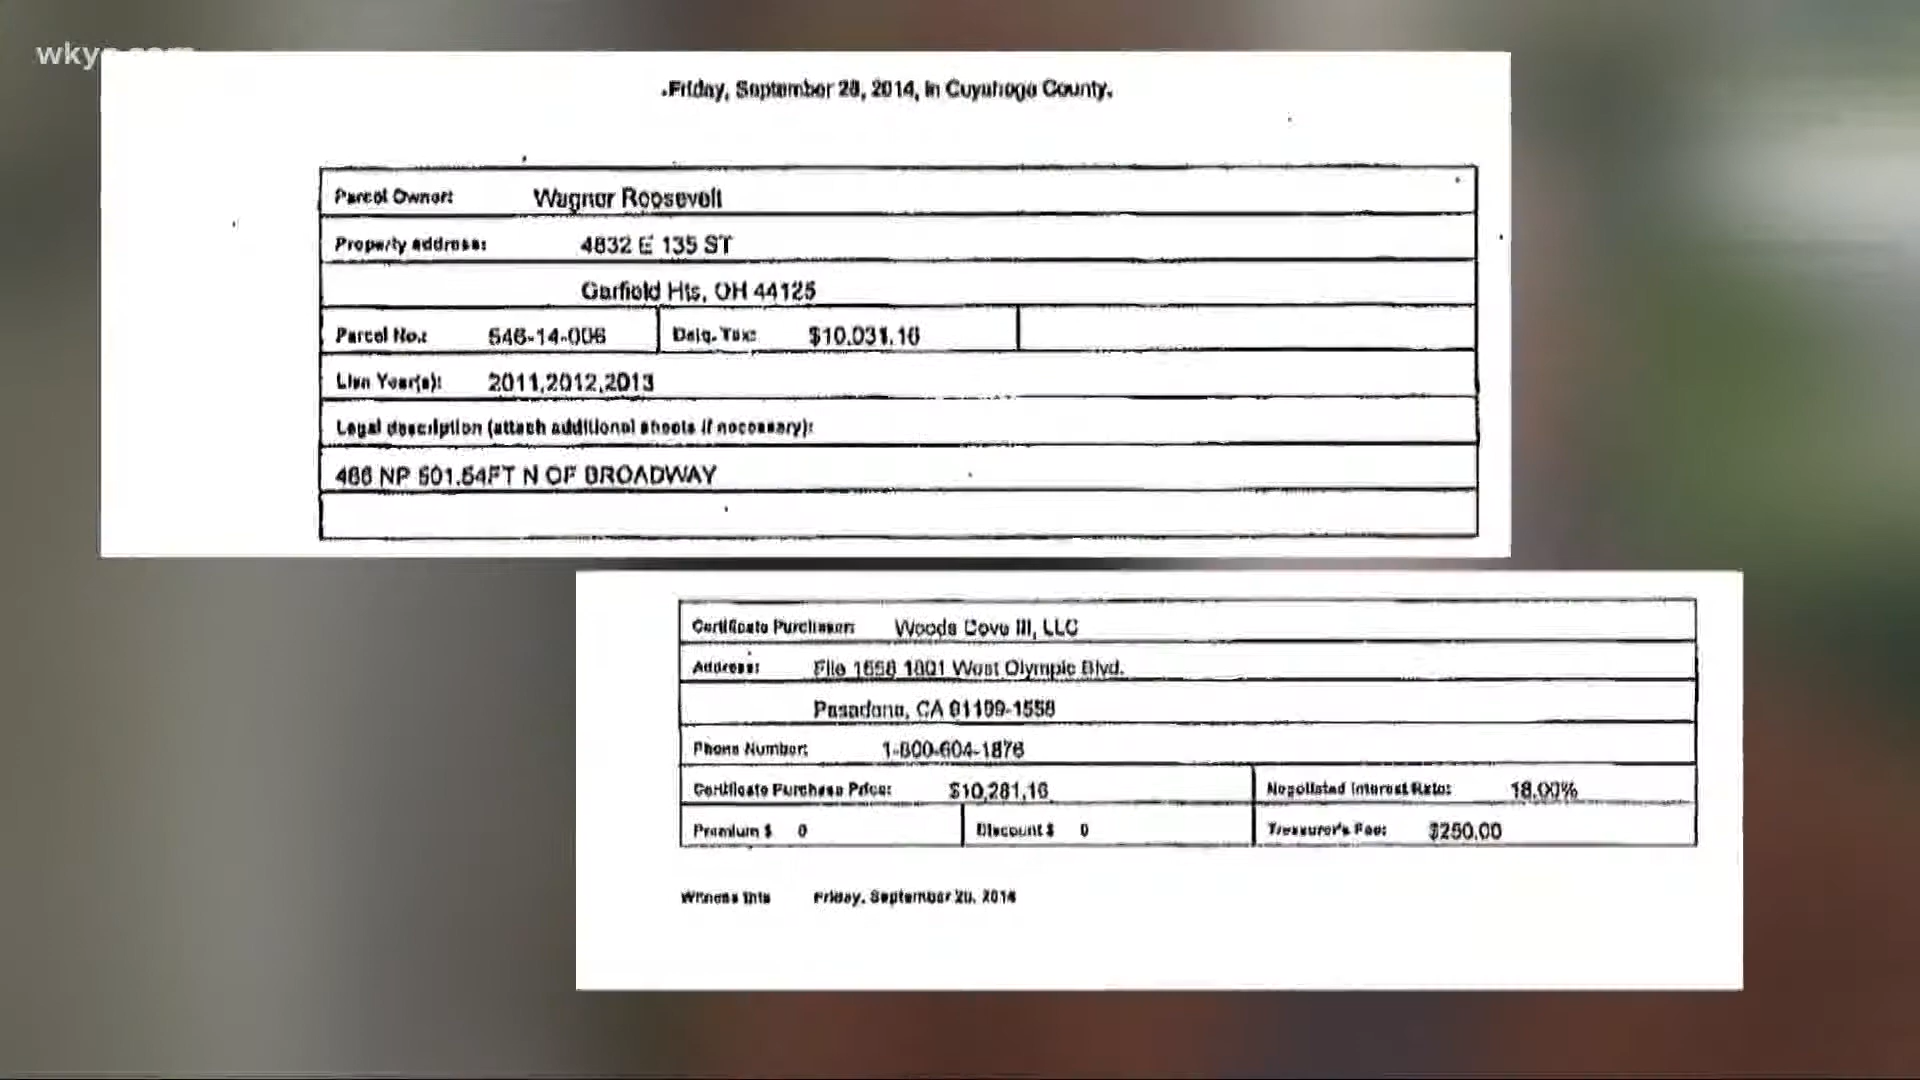 wkyc.com
Friday, September 26, 2014, in Cuyahoga County.
Parcel Owner: Wagner Roosevelt
Property address: 4832 E 135 ST
Garfield Hts, OH 44125
Parcel No.: 546-14-006 Delq. Tax: $10,031.16
Lien Year(s): 2011,2012,2013
Legal description (attach additional sheets if necessary):
486 NP 501.54FT N OF BROADWAY
Certificate Purchaser: Woods Cove III, LLC
Address: File 1558 1801 West Olympic Blvd.
Pasadena, CA 91199-1558
Phone Number: 1-800-604-1876
Certificate Purchase Price: $10,281.16 Negotiated Interest Rate: 18.00%
Premium $ 0 Discount $ 0 Treasurer's Fee: $250.00
Witness this Friday, September 26, 2014